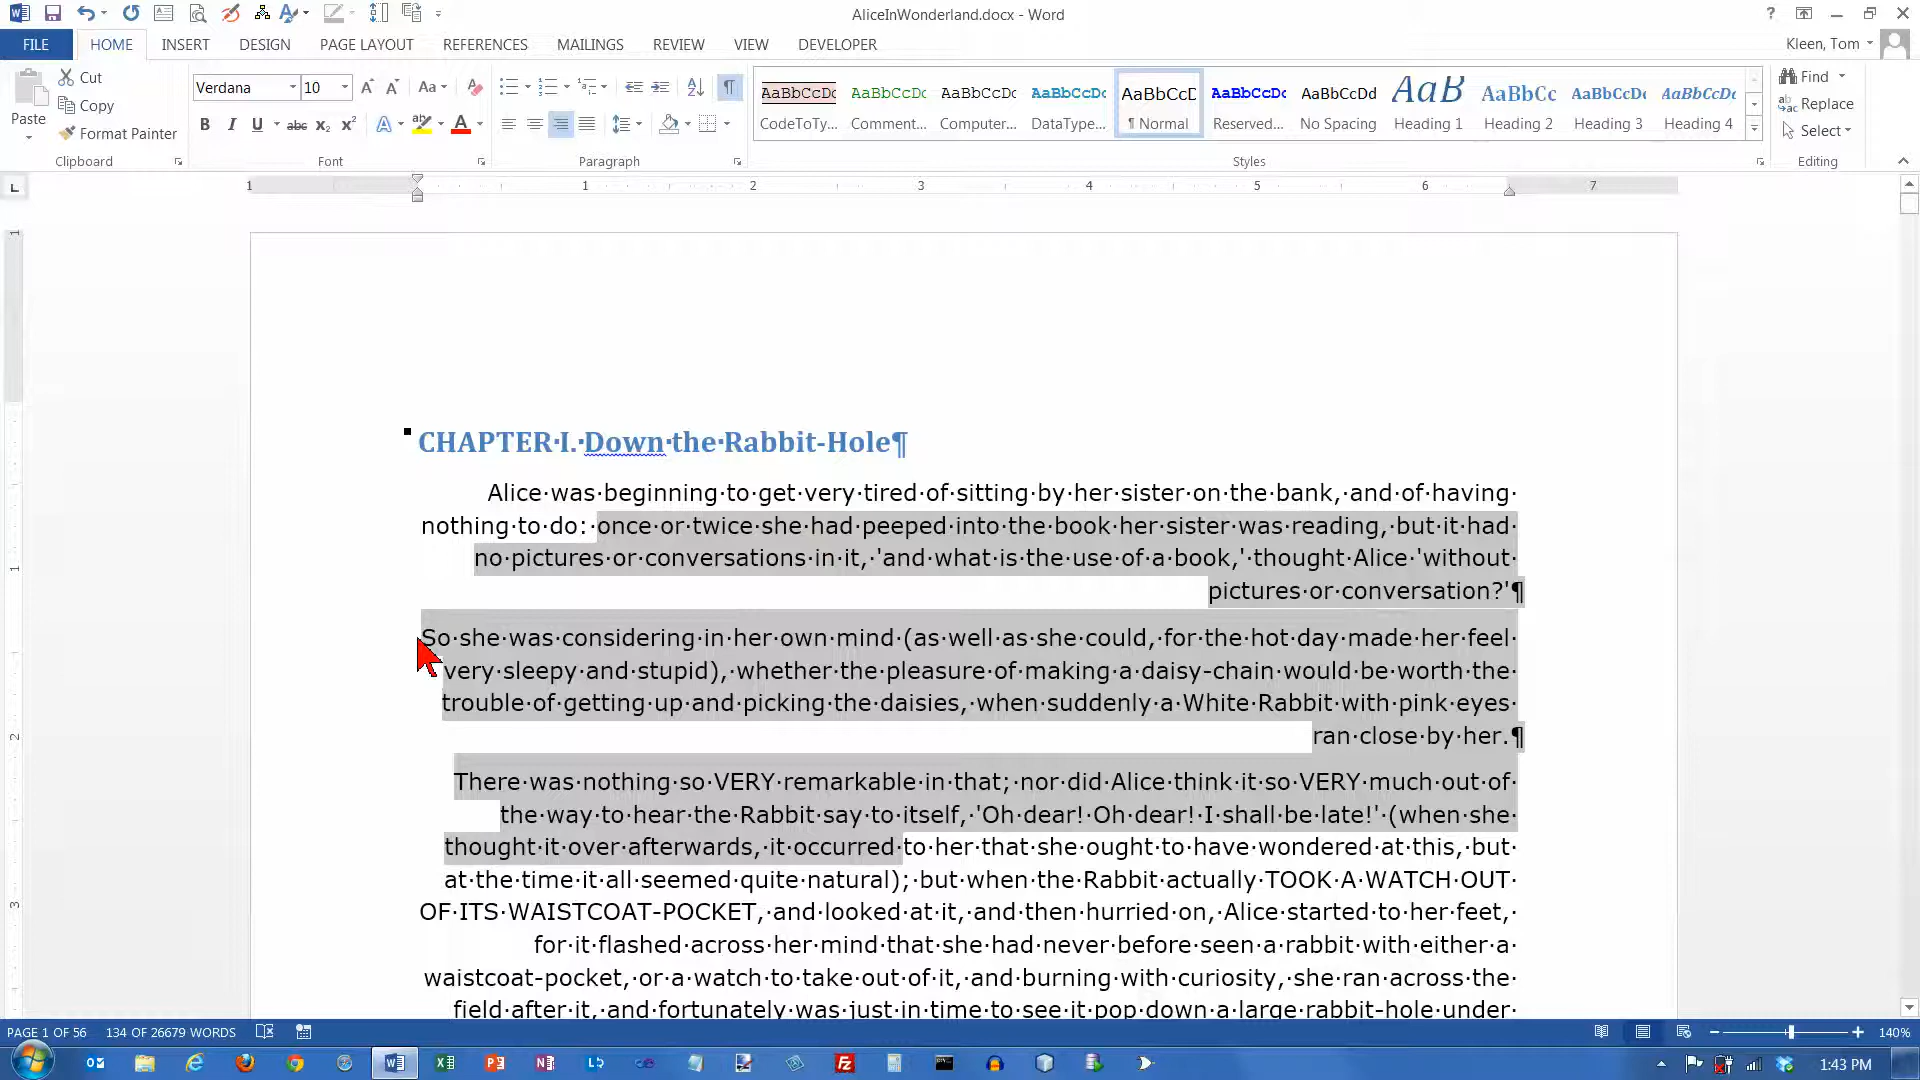 AliceInWonderland.docx - Word
?
FILE HOME INSERT DESIGN PAGE LAYOUT REFERENCES MAILINGS REVIEW VIEW DEVELOPER
Kleen, Tom
Cut
Copy
Format Painter
Paste
Clipboard
Verdana 10
Font
Paragraph
AaBbCcDc CodeToTy...
AaBbCcDc Comment...
AaBbCcDc Computer...
AaBbCcDc DataType...
AaBbCcD ¶ Normal
AaBbCcDc Reserved...
AaBbCcDd No Spacing
AaB Heading 1
AaBbCc Heading 2
AaBbCcDc Heading 3
AaBbCcDc Heading 4
Styles
Find
Replace
Select
Editing
1 1 2 3 4 5 6 7
CHAPTER·I.·Down·the·Rabbit-Hole¶
Alice·was·beginning·to·get·very·tired·of·sitting·by·her·sister·on·the·bank,·and·of·having·
nothing·to·do:·once·or·twice·she·had·peeped·into·the·book·her·sister·was·reading,·but·it·had·
no·pictures·or·conversations·in·it,·'and·what·is·the·use·of·a·book,'·thought·Alice·'without·
pictures·or·conversation?'¶
So·she·was·considering·in·her·own·mind·(as·well·as·she·could,·for·the·hot·day·made·her·feel·
very·sleepy·and·stupid),·whether·the·pleasure·of·making·a·daisy-chain·would·be·worth·the·
trouble·of·getting·up·and·picking·the·daisies,·when·suddenly·a·White·Rabbit·with·pink·eyes·
ran·close·by·her.¶
There·was·nothing·so·VERY·remarkable·in·that;·nor·did·Alice·think·it·so·VERY·much·out·of·
the·way·to·hear·the·Rabbit·say·to·itself,·'Oh·dear!·Oh·dear!·I·shall·be·late!'·(when·she·
thought·it·over·afterwards,·it·occurred·to·her·that·she·ought·to·have·wondered·at·this,·but·
at·the·time·it·all·seemed·quite·natural);·but·when·the·Rabbit·actually·TOOK·A·WATCH·OUT·
OF·ITS·WAISTCOAT-POCKET,·and·looked·at·it,·and·then·hurried·on,·Alice·started·to·her·feet,·
for·it·flashed·across·her·mind·that·she·had·never·before·seen·a·rabbit·with·either·a·
waistcoat-pocket,·or·a·watch·to·take·out·of·it,·and·burning·with·curiosity,·she·ran·across·the·
field·after·it,·and·fortunately·was·just·in·time·to·see·it·pop·down·a·large·rabbit-hole·under·
1
1
2
3
PAGE 1 OF 56 134 OF 26679 WORDS
140%
1:43 PM